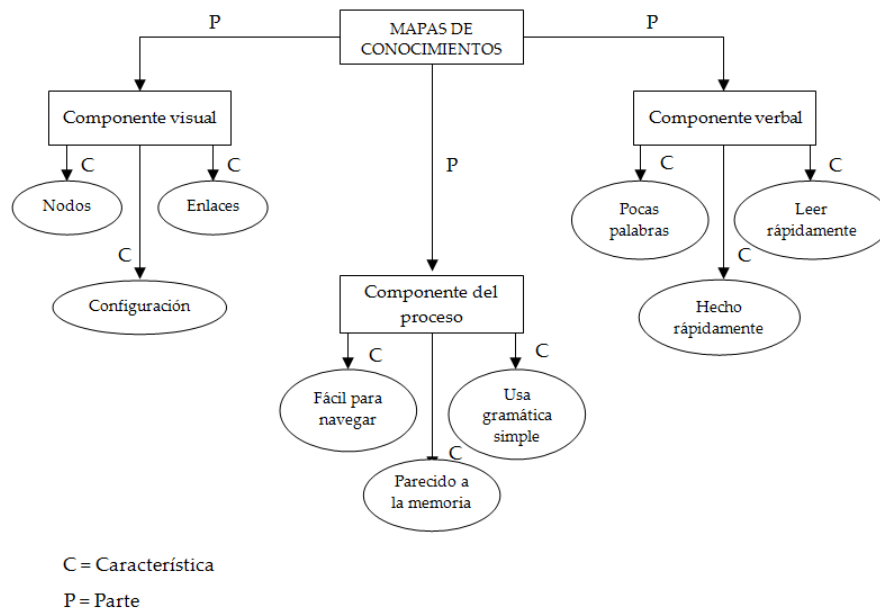 MAPAS DE
CONOCIMIENTOS
P
P
Componente visual
Componente verbal
C
C
C
C
P
Nodos
Enlaces
Pocas
palabras
Leer
rápidamente
C
C
Configuración
Componente del
proceso
Hecho
rápidamente
C
C
Fácil para
navegar
Usa
gramática
simple
C
Parecido a
la memoria
C = Característica
P = Parte